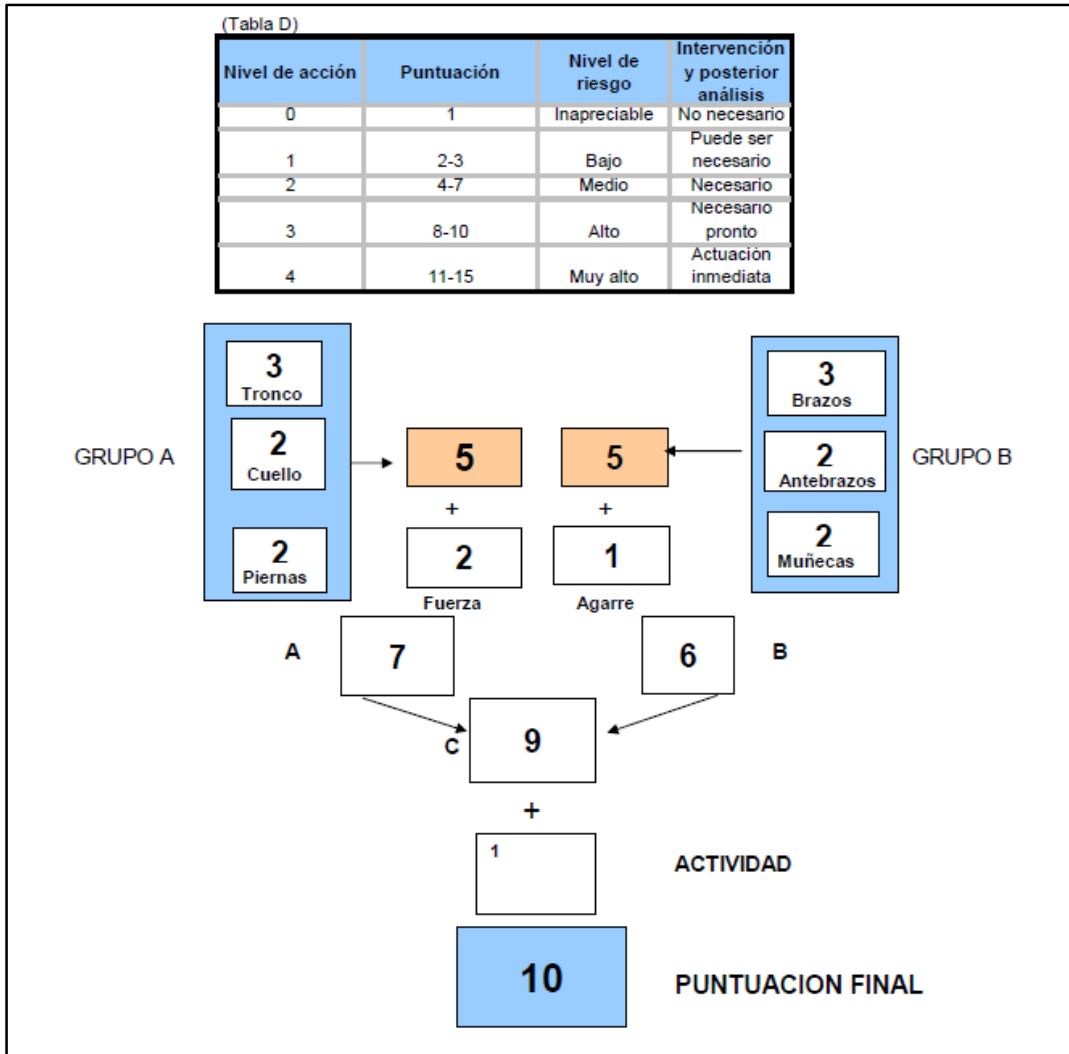 (Tabla D)
Nivel de acción Puntuación Nivel de riesgo Intervención y posterior análisis
0 1 Inapreciable No necesario
1 2-3 Bajo Puede ser necesario
2 4-7 Medio Necesario
3 8-10 Alto Necesario pronto
4 11-15 Muy alto Actuación inmediata
GRUPO A
3
Tronco
2
Cuello
2
Piernas
5
+
2
Fuerza
5
+
1
Agarre
3
Brazos
2
Antebrazos
2
Muñecas
GRUPO B
A
7
6
B
C
9
+
1
ACTIVIDAD
10
PUNTUACION FINAL